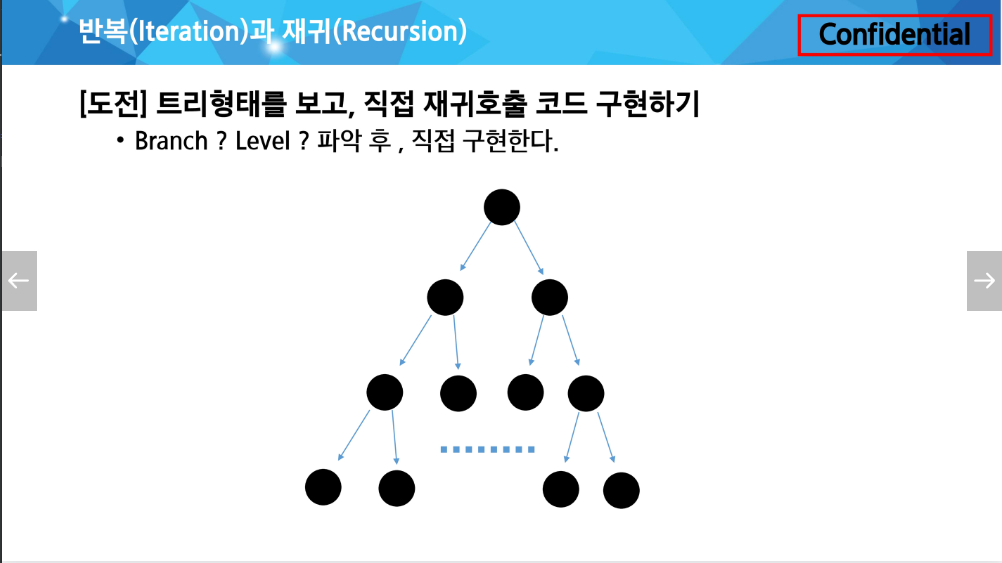 반복(Iteration)과 재귀(Recursion)
Confidential
[도전] 트리형태를 보고, 직접 재귀호출 코드 구현하기
• Branch ? Level ? 파악 후 , 직접 구현한다.